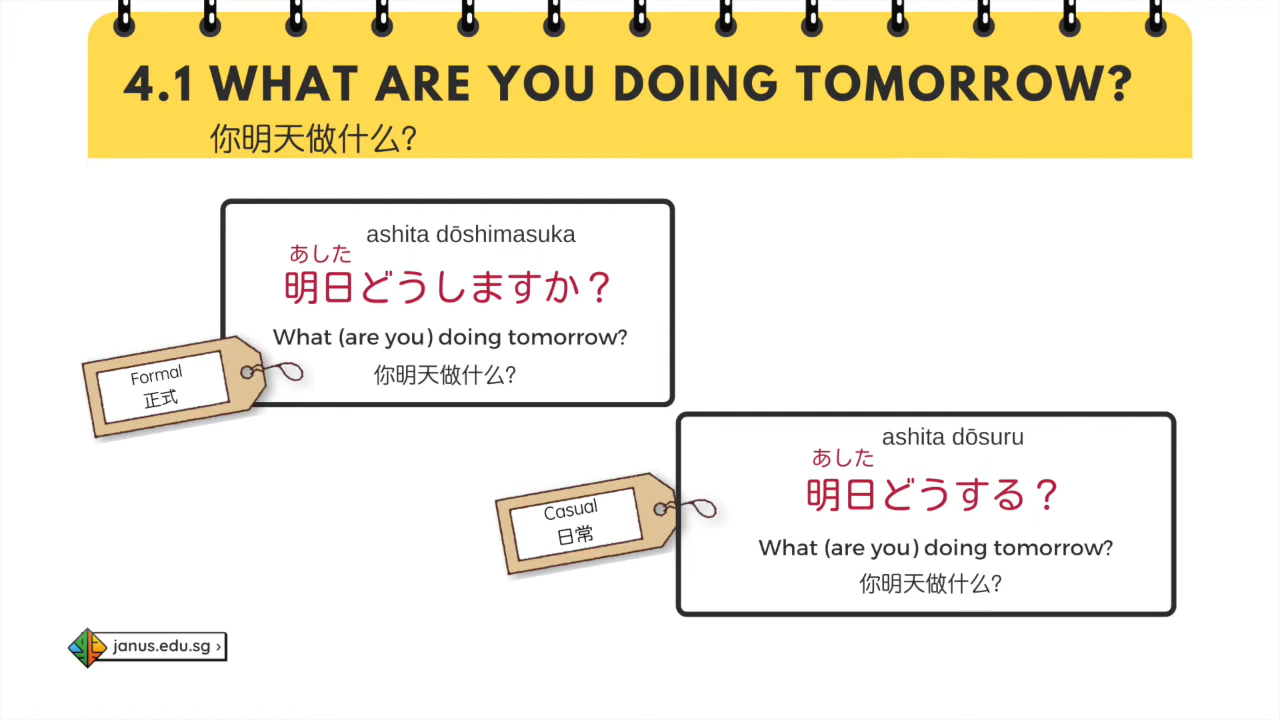 4.1 WHAT ARE YOU DOING TOMORROW?
你明天做什么?
ashita dōshimasuka
あした
明日どうしますか？
What (are you) doing tomorrow?
你明天做什么?
Formal
正式
ashita dōsuru
あした
明日どうする？
What (are you) doing tomorrow?
你明天做什么?
Casual
日常
janus.edu.sg ›